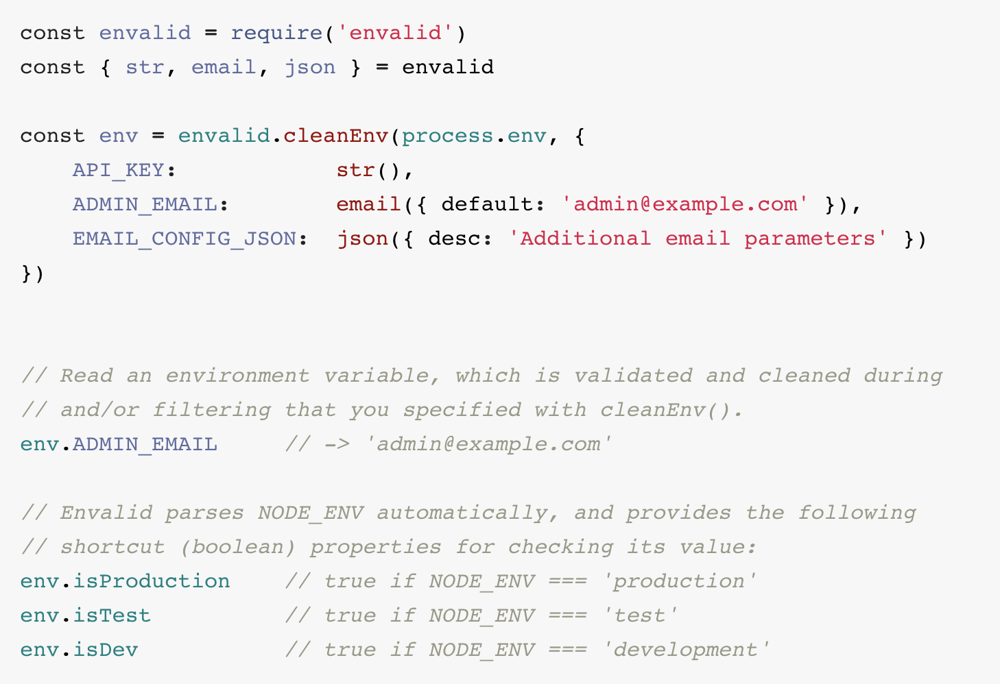 const envalid = require('envalid')
const { str, email, json } = envalid
const env = envalid.cleanEnv(process.env, {
    API_KEY:            str(),
    ADMIN_EMAIL:        email({ default: 'admin@example.com' }),
    EMAIL_CONFIG_JSON:  json({ desc: 'Additional email parameters' })
})
// Read an environment variable, which is validated and cleaned during
// and/or filtering that you specified with cleanEnv().
env.ADMIN_EMAIL     // -> 'admin@example.com'
// Envalid parses NODE_ENV automatically, and provides the following
// shortcut (boolean) properties for checking its value:
env.isProduction    // true if NODE_ENV === 'production'
env.isTest          // true if NODE_ENV === 'test'
env.isDev           // true if NODE_ENV === 'development'